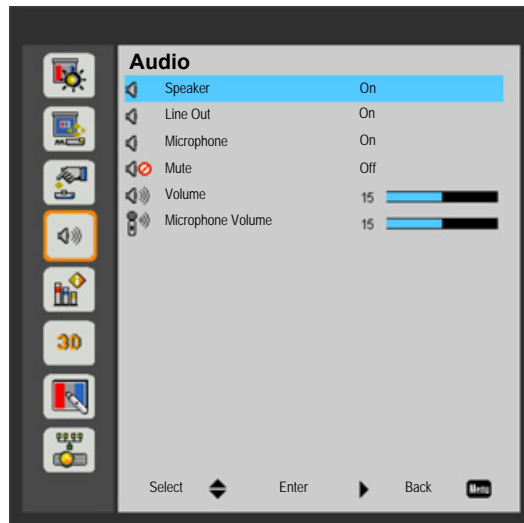 Audio
Speaker On
Line Out On
Microphone On
Mute Off
Volume 15
Microphone Volume 15
3D
Select Enter Back Menu